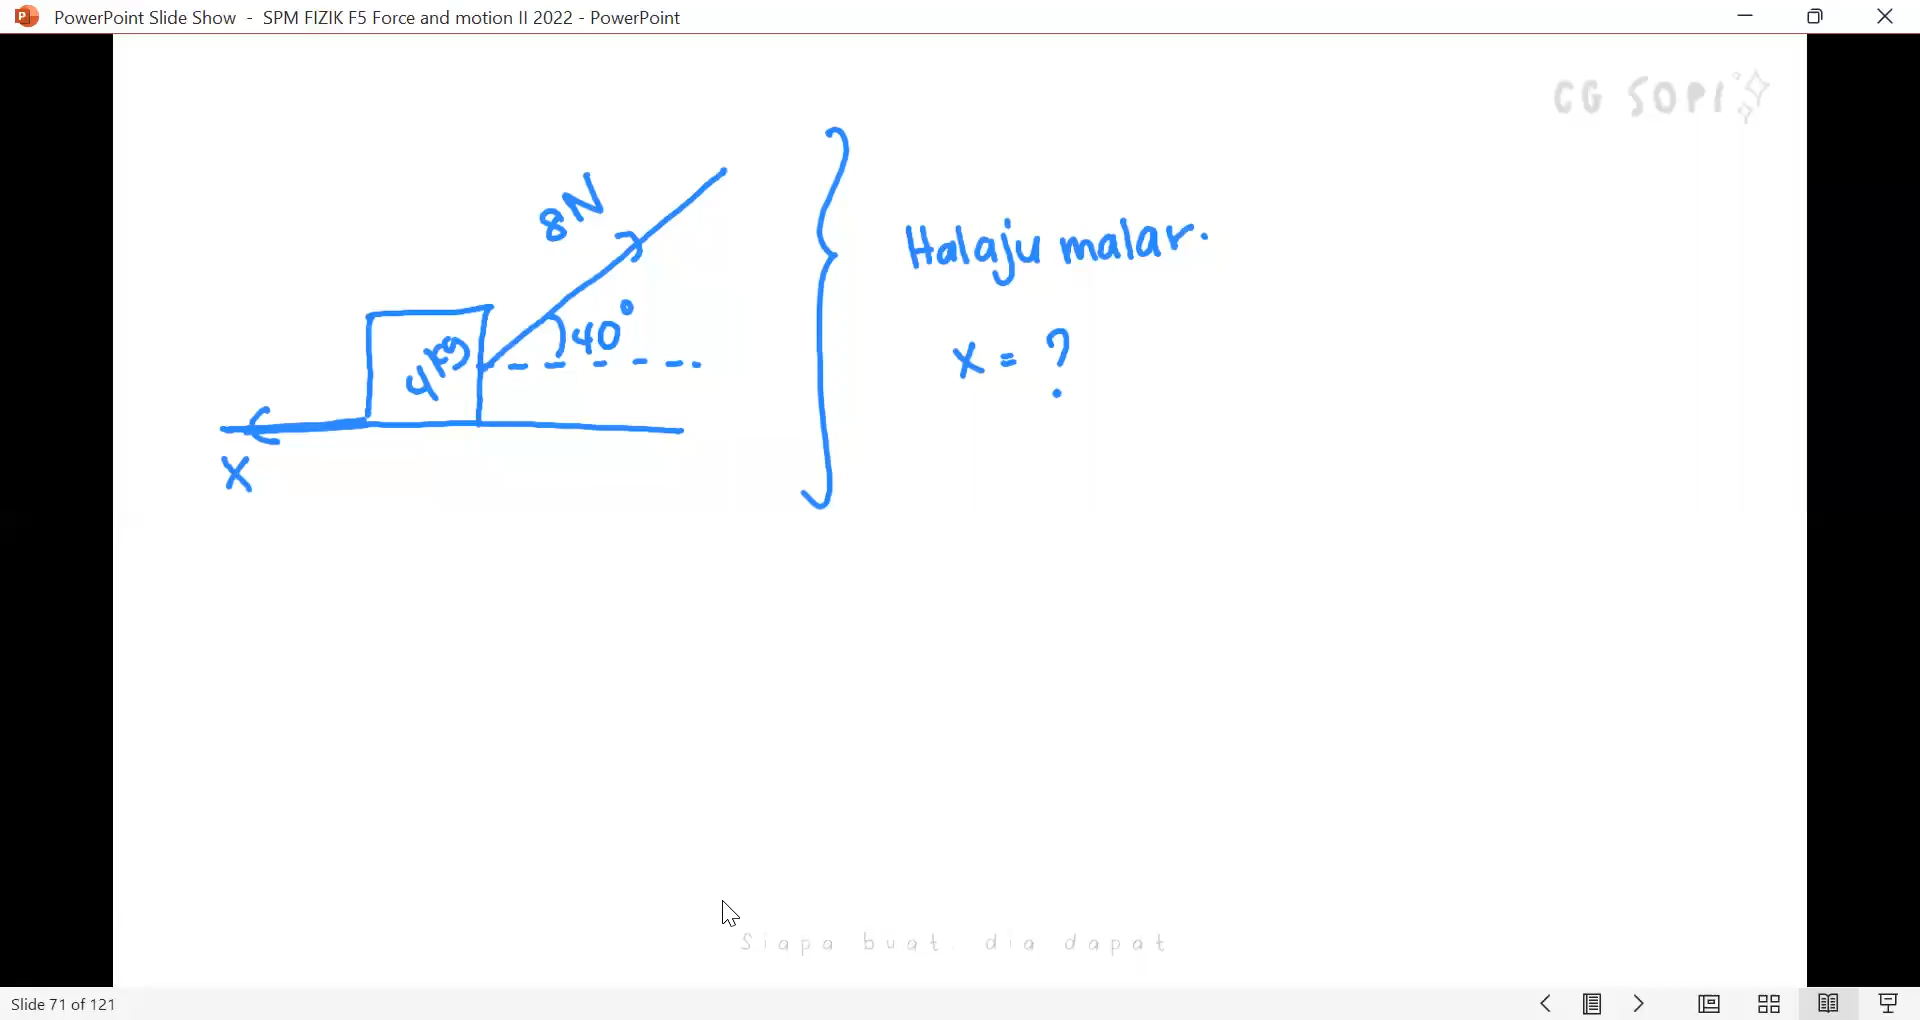 PowerPoint Slide Show - SPM FIZIK F5 Force and motion II 2022 - PowerPoint
CG SOPI
8N
40°
4kg
X
Halaju malar.
x = ?
Siapa buat, dia dapat
Slide 71 of 121